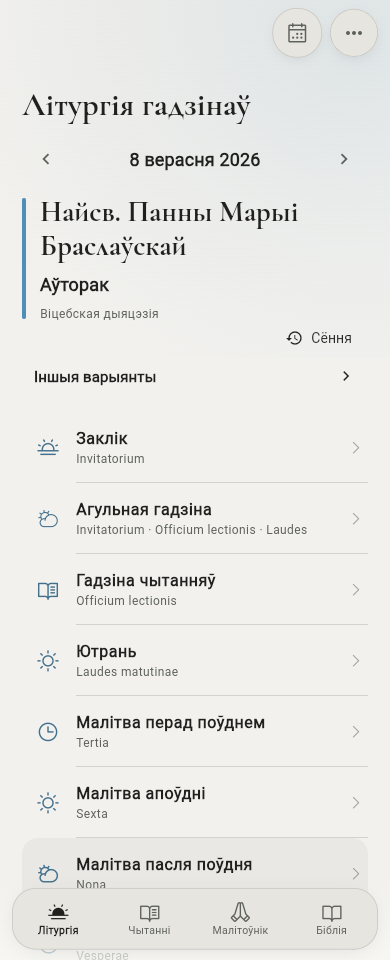 Літургія гадзінаў
8 верасня 2026
Найсв. Панны Марыі
Браслаўскай
Аўторак
Віцебская дыяцэзія
Сёння
Іншыя варыянты
Заклік
Invitatorium
Агульная гадзіна
Invitatorium · Officium lectionis · Laudes
Гадзіна чытанняў
Officium lectionis
Ютрань
Laudes matutinae
Малітва перад поўднем
Tertia
Малітва апоўдні
Sexta
Малітва пасля поўдня
Nona
Літургія
Чытанні
Малітоўнік
Біблія
Vesperae